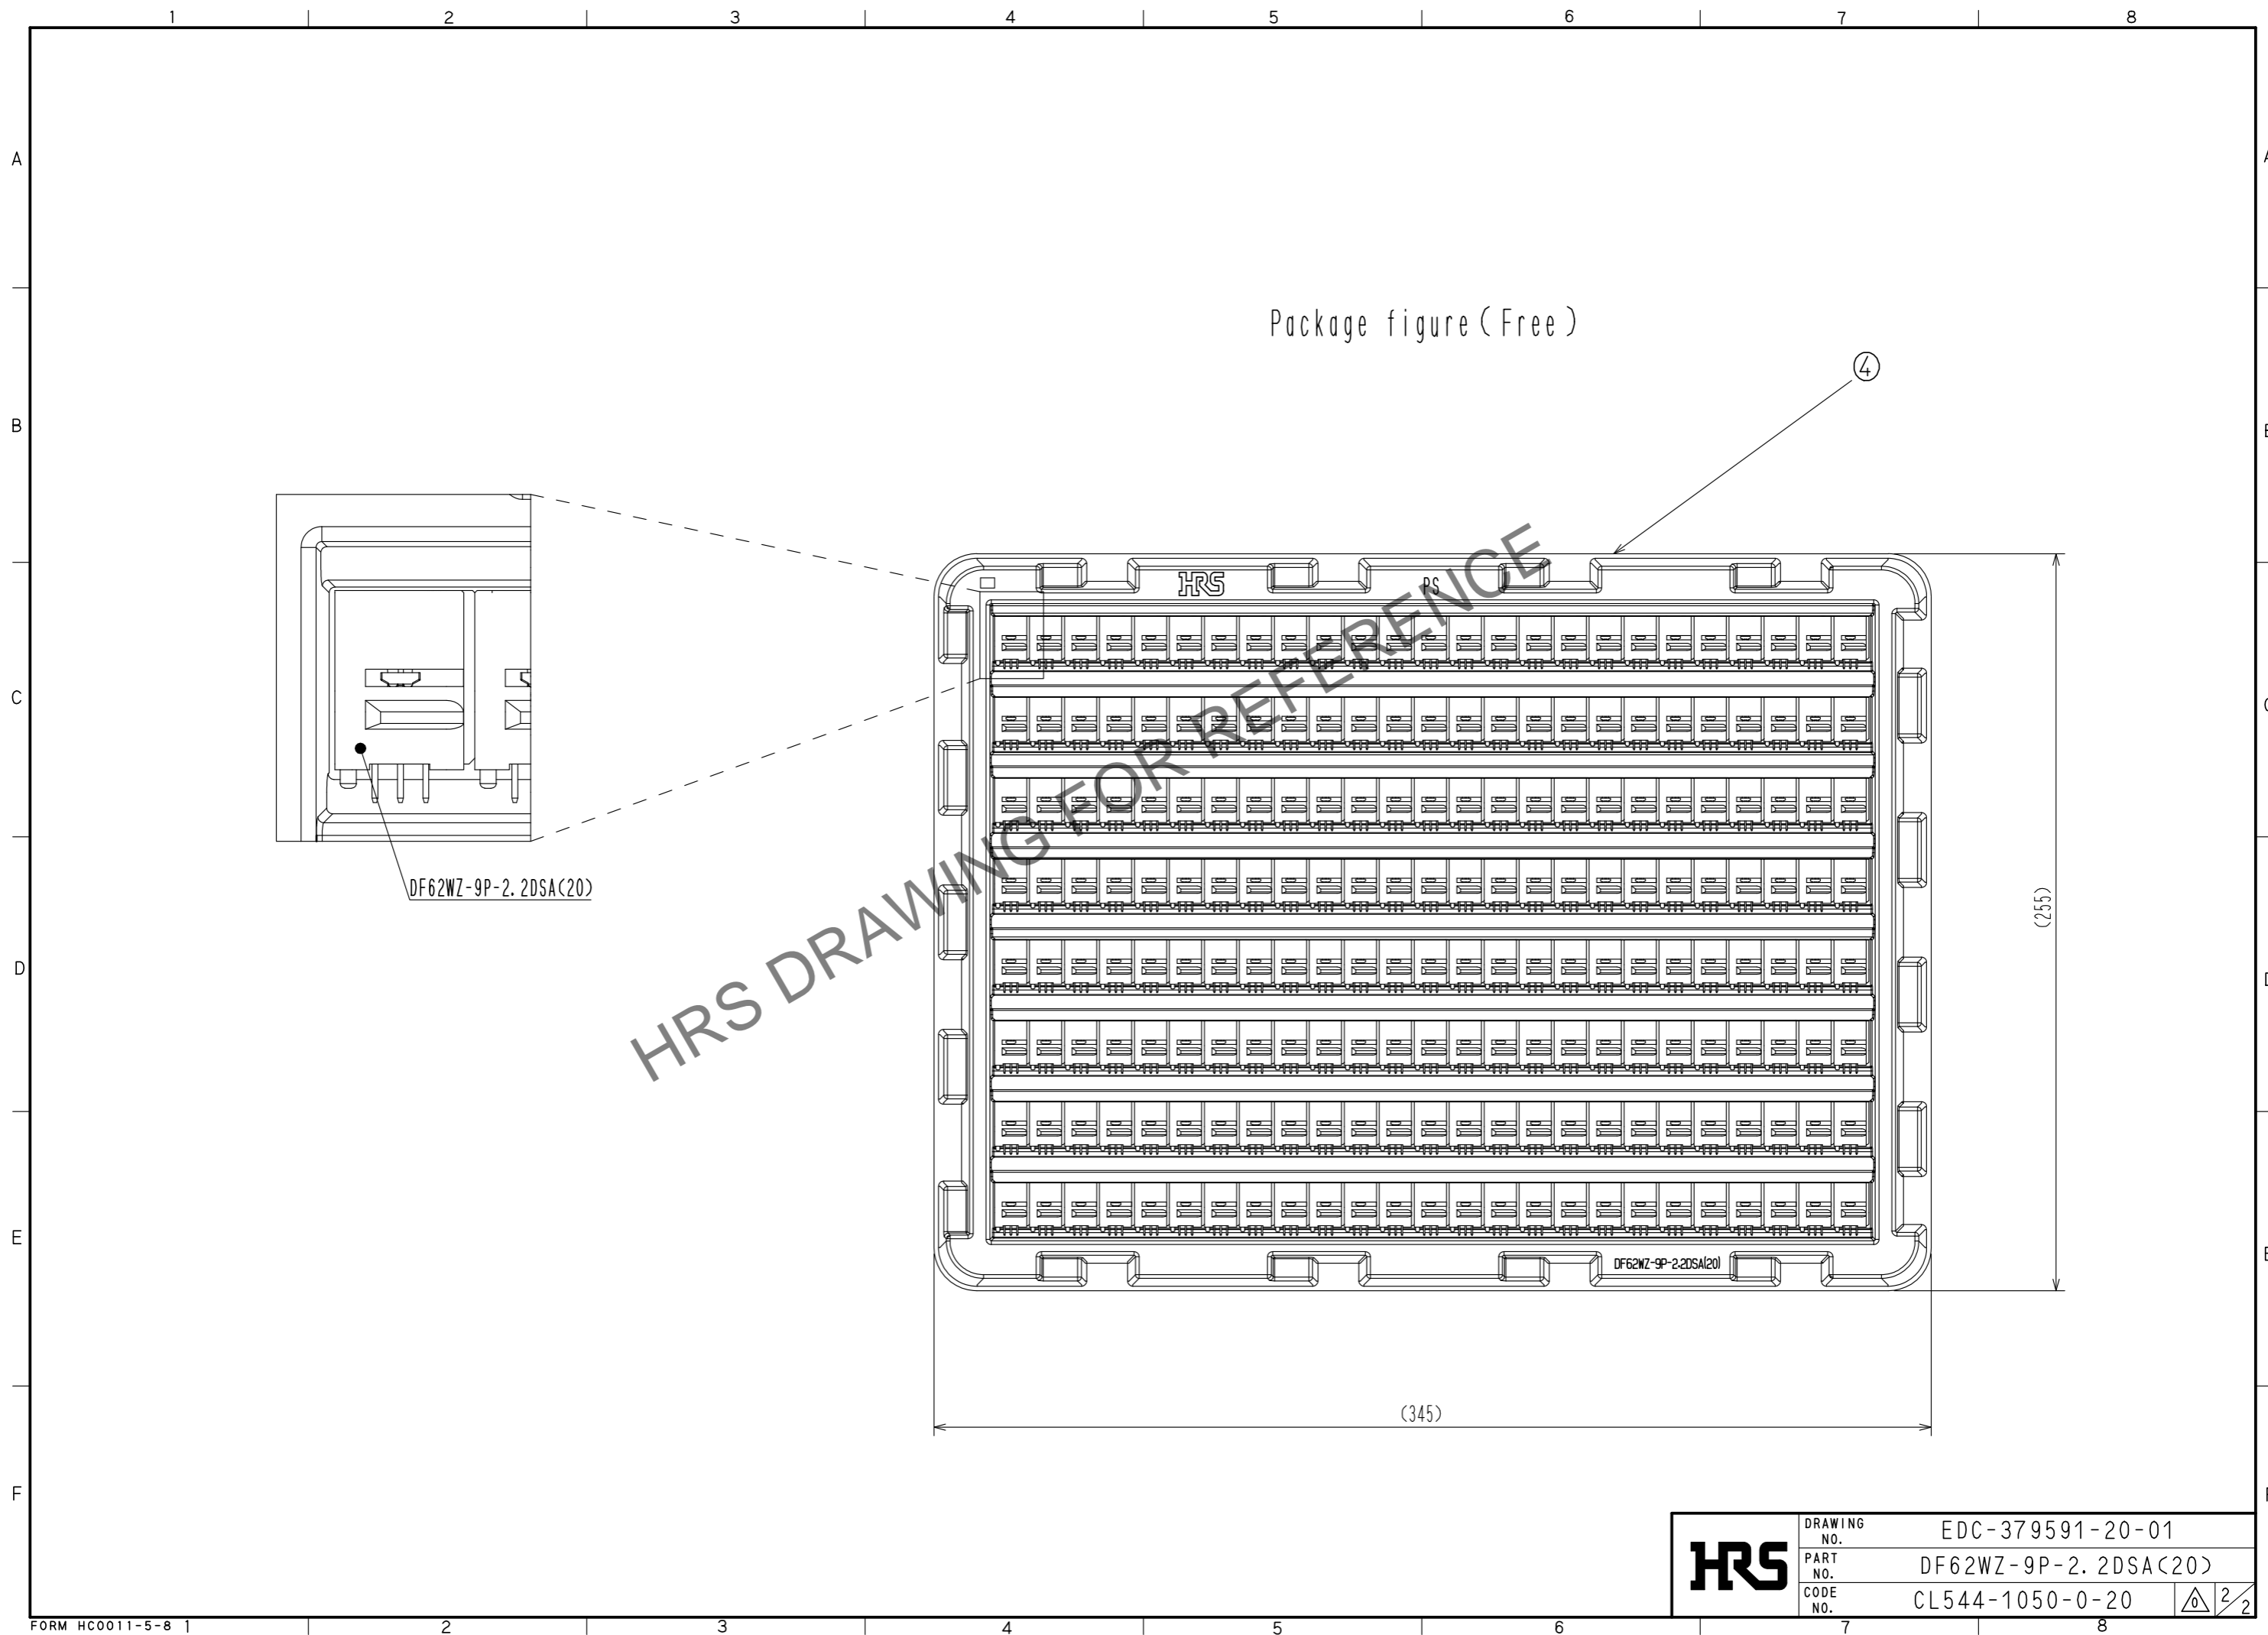 1 2 3 4 5 6 7 8
A A
Package figure(Free)
4
B B
HRS PS
C C
DF62WZ-9P-2.2DSA(20)
(255)
D D
HRS DRAWING FOR REFERENCE
E E
DF62WZ-9P-2.2DSA(20)
(345)
F F
HRS
DRAWING NO. EDC-379591-20-01
PART NO. DF62WZ-9P-2.2DSA(20)
CODE NO. CL544-1050-0-20 0 2/2
FORM HC0011-5-8 1 2 3 4 5 6 7 8